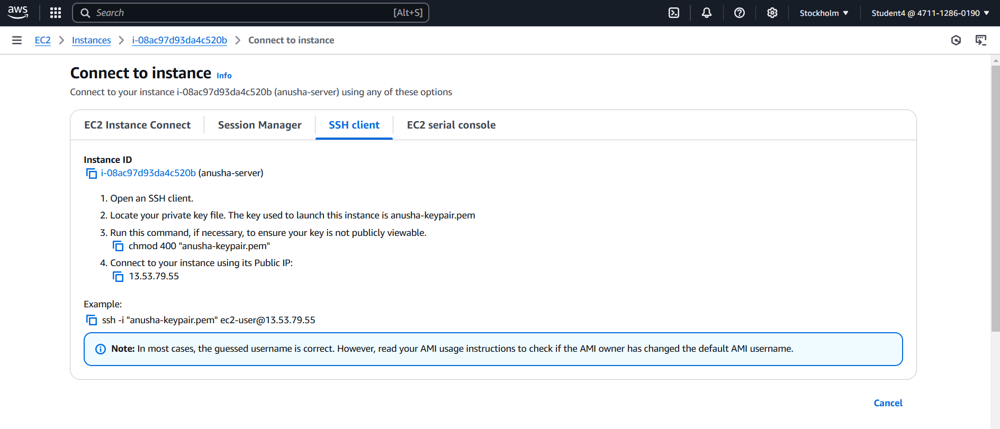 aws
Search [Alt+S]
Stockholm
Student4 @ 4711-1286-0190
EC2 > Instances > i-08ac97d93da4c520b > Connect to instance
Connect to instance Info
Connect to your instance i-08ac97d93da4c520b (anusha-server) using any of these options
EC2 Instance Connect
Session Manager
SSH client
EC2 serial console
Instance ID
i-08ac97d93da4c520b (anusha-server)
1. Open an SSH client.
2. Locate your private key file. The key used to launch this instance is anusha-keypair.pem
3. Run this command, if necessary, to ensure your key is not publicly viewable.
chmod 400 "anusha-keypair.pem"
4. Connect to your instance using its Public IP:
13.53.79.55
Example:
ssh -i "anusha-keypair.pem" ec2-user@13.53.79.55
Note: In most cases, the guessed username is correct. However, read your AMI usage instructions to check if the AMI owner has changed the default AMI username.
Cancel